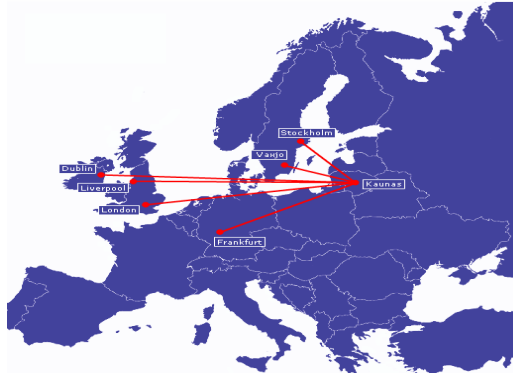 Stockholm
Vaxjo
Dublin
Kaunas
Liverpool
London
Frankfurt